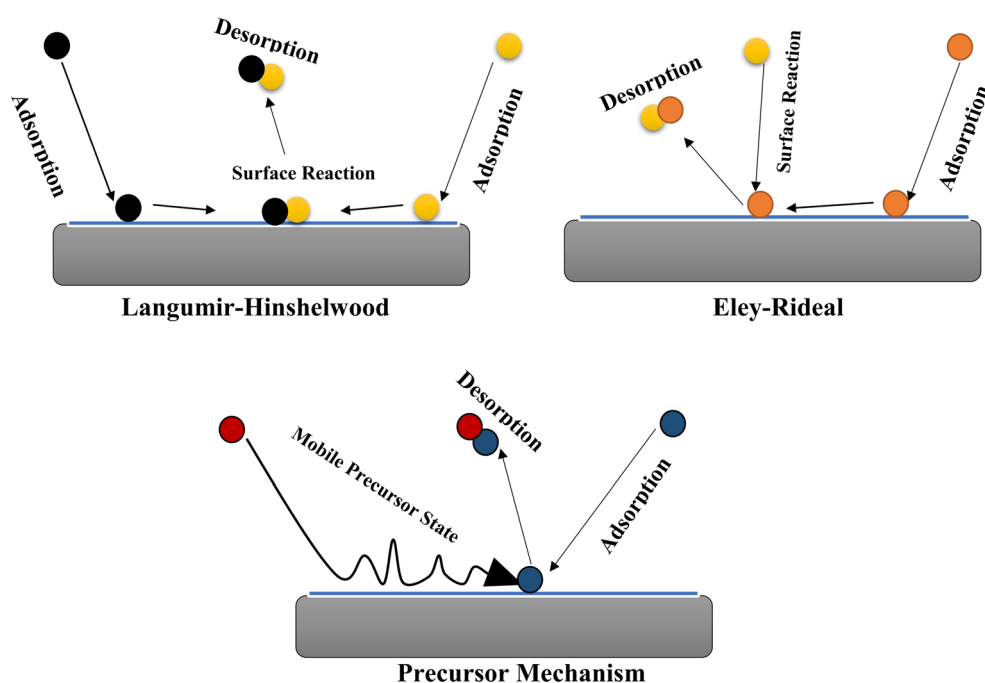 Desorption
Adsorption
Adsorption
Surface Reaction
Langumir-Hinshelwood
Desorption
Surface Reaction
Adsorption
Eley-Rideal
Mobile Precursor State
Desorption
Adsorption
Precursor Mechanism